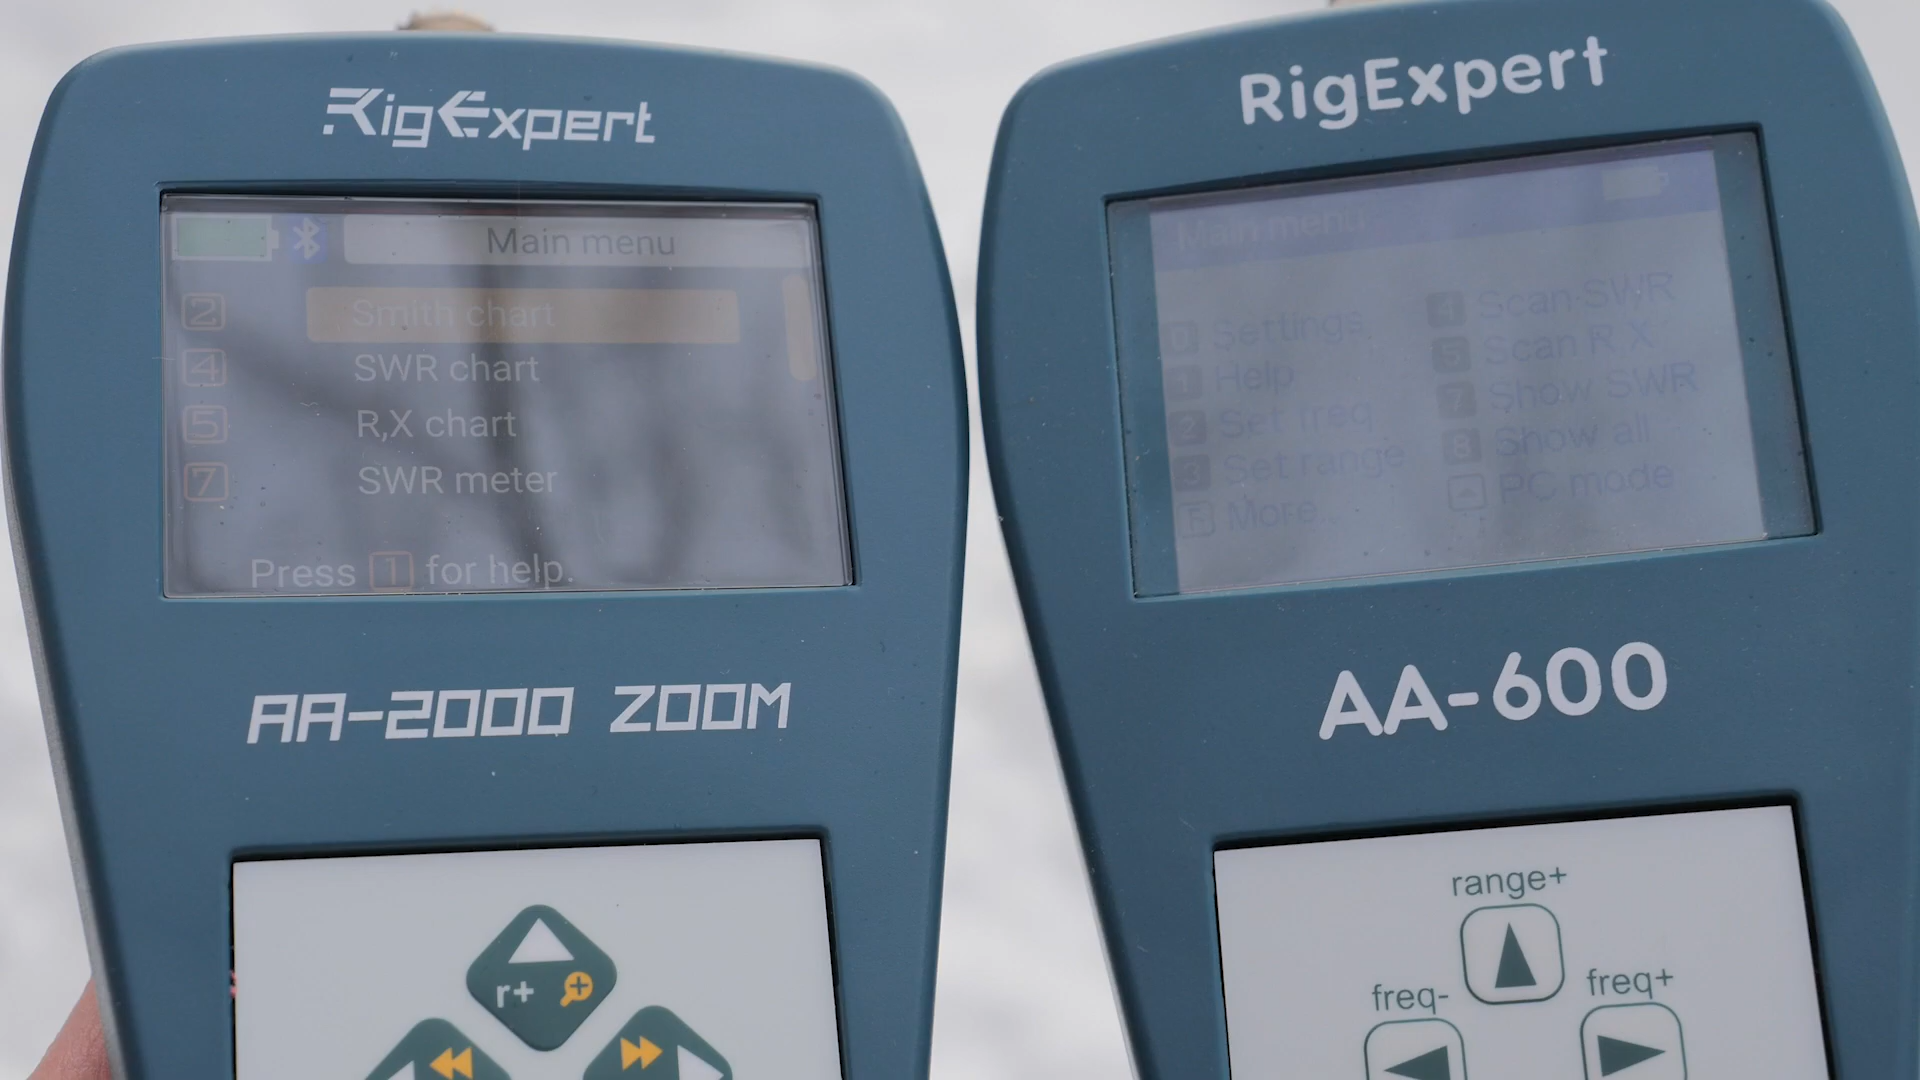 RigExpert
Main menu
2 Smith chart
4 SWR chart
5 R,X chart
7 SWR meter
Press 1 for help.
AA-2000 ZOOM
r+
RigExpert
Main menu
0 Settings
1 Help
2 Set freq
3 Set range
F More..
4 Scan SWR
5 Scan R,X
7 Show SWR
8 Show all
PC mode
AA-600
range+
freq-
freq+